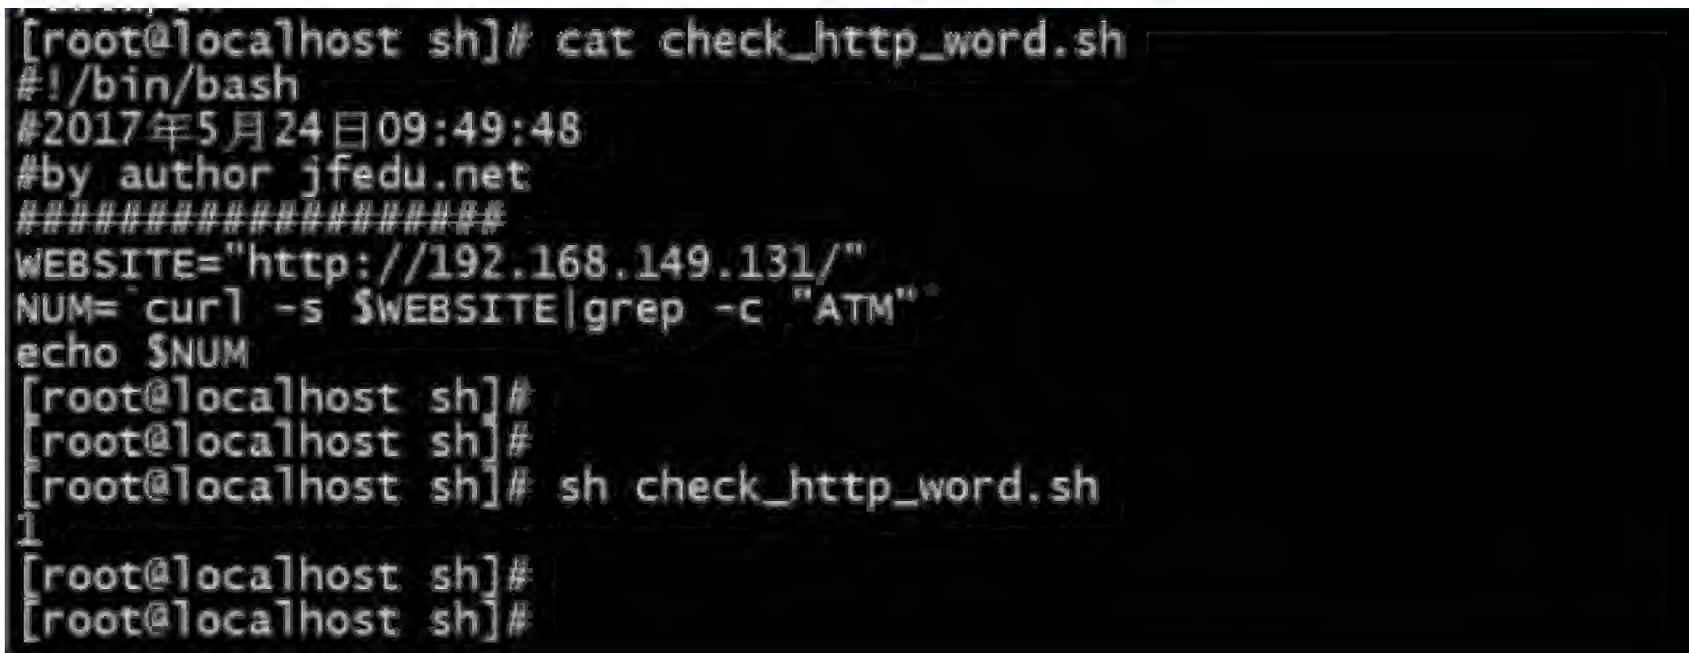 [root@localhost sh]# cat check_http_word.sh
#!/bin/bash
#2017年5月24日09:49:48
#by author jfedu.net
###################
WEBSITE="http://192.168.149.131/"
NUM=`curl -s $WEBSITE|grep -c "ATM"`
echo $NUM
[root@localhost sh]#
[root@localhost sh]#
[root@localhost sh]# sh check_http_word.sh
1
[root@localhost sh]#
[root@localhost sh]#